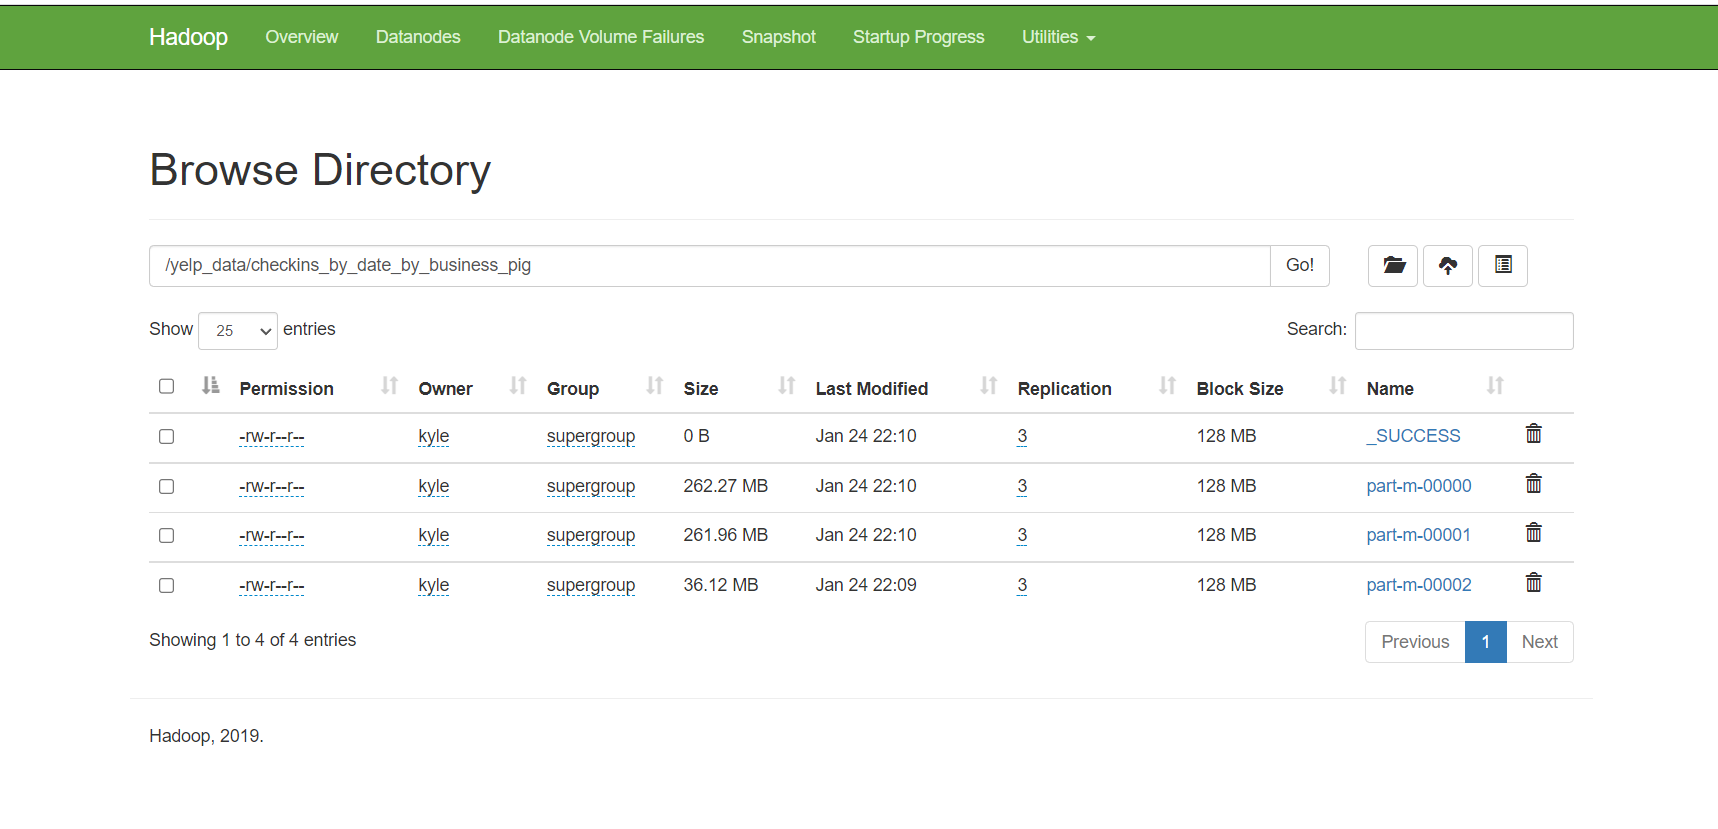 Hadoop Overview Datanodes Datanode Volume Failures Snapshot Startup Progress Utilities
Browse Directory
/yelp_data/checkins_by_date_by_business_pig Go!
Show 25 entries Search:
Permission Owner Group Size Last Modified Replication Block Size Name
-rw-r--r-- kyle supergroup 0 B Jan 24 22:10 3 128 MB _SUCCESS
-rw-r--r-- kyle supergroup 262.27 MB Jan 24 22:10 3 128 MB part-m-00000
-rw-r--r-- kyle supergroup 261.96 MB Jan 24 22:10 3 128 MB part-m-00001
-rw-r--r-- kyle supergroup 36.12 MB Jan 24 22:09 3 128 MB part-m-00002
Showing 1 to 4 of 4 entries Previous 1 Next
Hadoop, 2019.